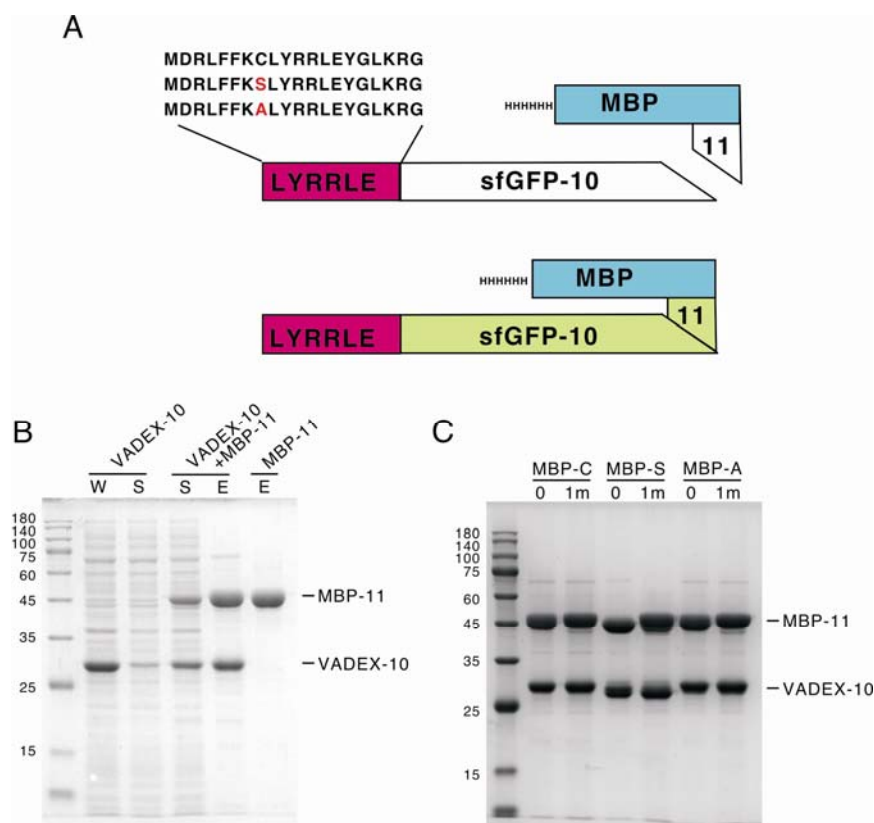 A
MDRLFFKCLYRRLEYGLKRG
MDRLFFKSLYRRLEYGLKRG
MDRLFFKALYRRLEYGLKRG
HHHHHH
MBP
11
LYRRLE
sfGFP-10
HHHHHH
MBP
11
LYRRLE
sfGFP-10
B
VADEX-10
VADEX-10
+MBP-11
MBP-11
W S S E E
180
140
100
75
60
45
35
25
15
MBP-11
VADEX-10
C
MBP-C MBP-S MBP-A
0 1m 0 1m 0 1m
180
140
100
75
60
45
35
25
15
MBP-11
VADEX-10